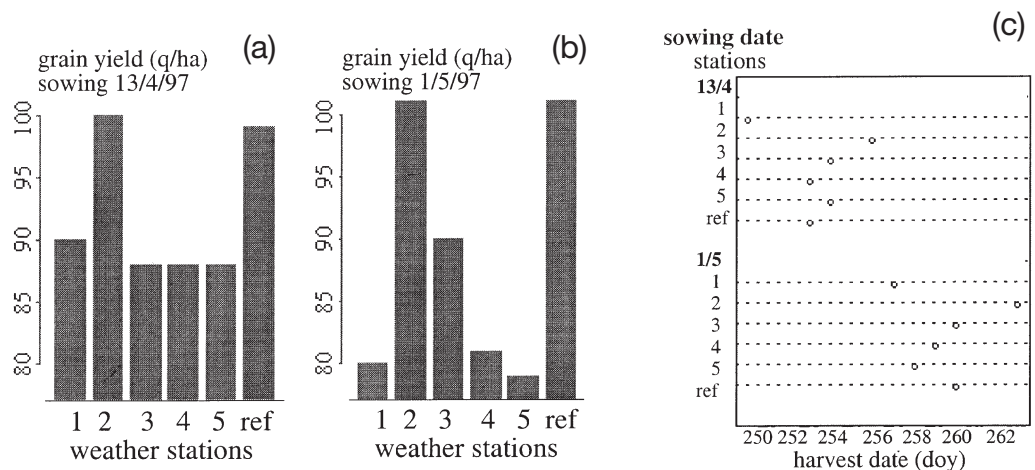 (a)
grain yield (q/ha)
sowing 13/4/97
100
95
90
85
80
1 2 3 4 5 ref
weather stations
(b)
grain yield (q/ha)
sowing 1/5/97
100
95
90
85
80
1 2 3 4 5 ref
weather stations
(c)
sowing date
stations
13/4
1
2
3
4
5
ref
1/5
1
2
3
4
5
ref
250 252 254 256 258 260 262
harvest date (doy)